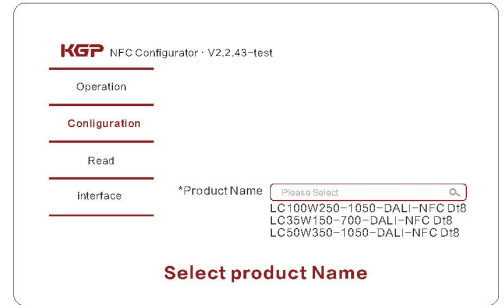 KGP NFC Configurator · V2.2.43-test
Operation
Configuration
Read
interface
*Product Name Please Select
LC100W250-1050-DALI-NFC Dt8
LC35W150-700-DALI-NFC Dt8
LC50W350-1050-DALI-NFC Dt8
Select product Name